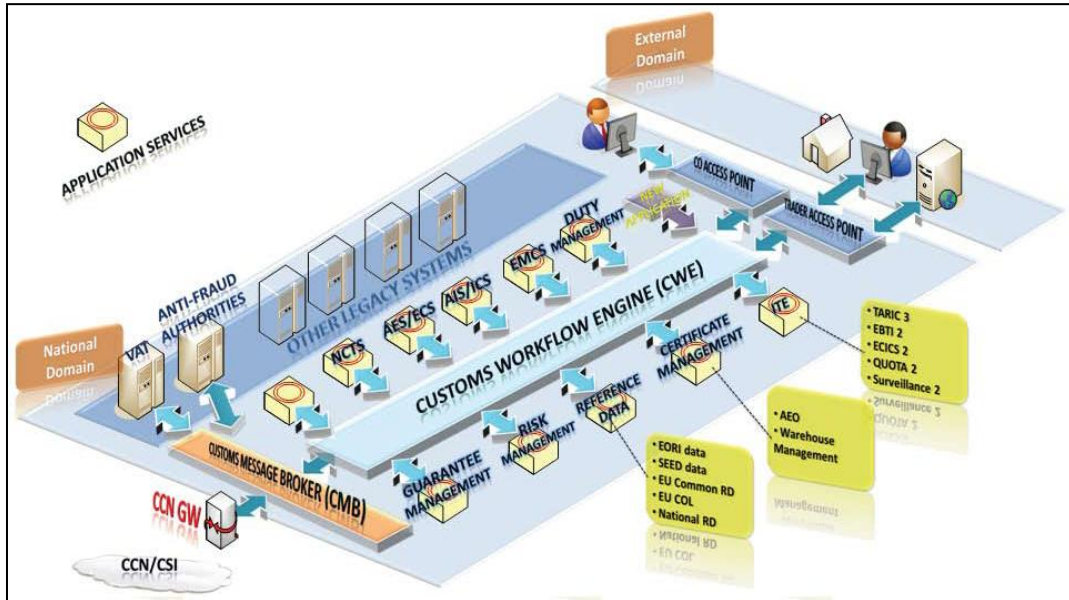 External
Domain
APPLICATION SERVICES
CO ACCESS POINT
TRADER ACCESS POINT
NEW
APPLICATION
DUTY
MANAGEMENT
EMCS
AIS/ICS
AES/ECS
NCTS
OTHER LEGACY SYSTEMS
ANTI-FRAUD
AUTHORITIES
VAT
National
Domain
CUSTOMS WORKFLOW ENGINE (CWE)
ITE
• TARIC 3
• EBTI 2
• ECICS 2
• QUOTA 2
• Surveillance 2
CERTIFICATE
MANAGEMENT
• AEO
• Warehouse
Management
REFERENCE
DATA
• EORI data
• SEED data
• EU Common RD
• EU COL
• National RD
RISK
MANAGEMENT
GUARANTEE
MANAGEMENT
CUSTOMS MESSAGE BROKER (CMB)
CCN GW
CCN/CSI